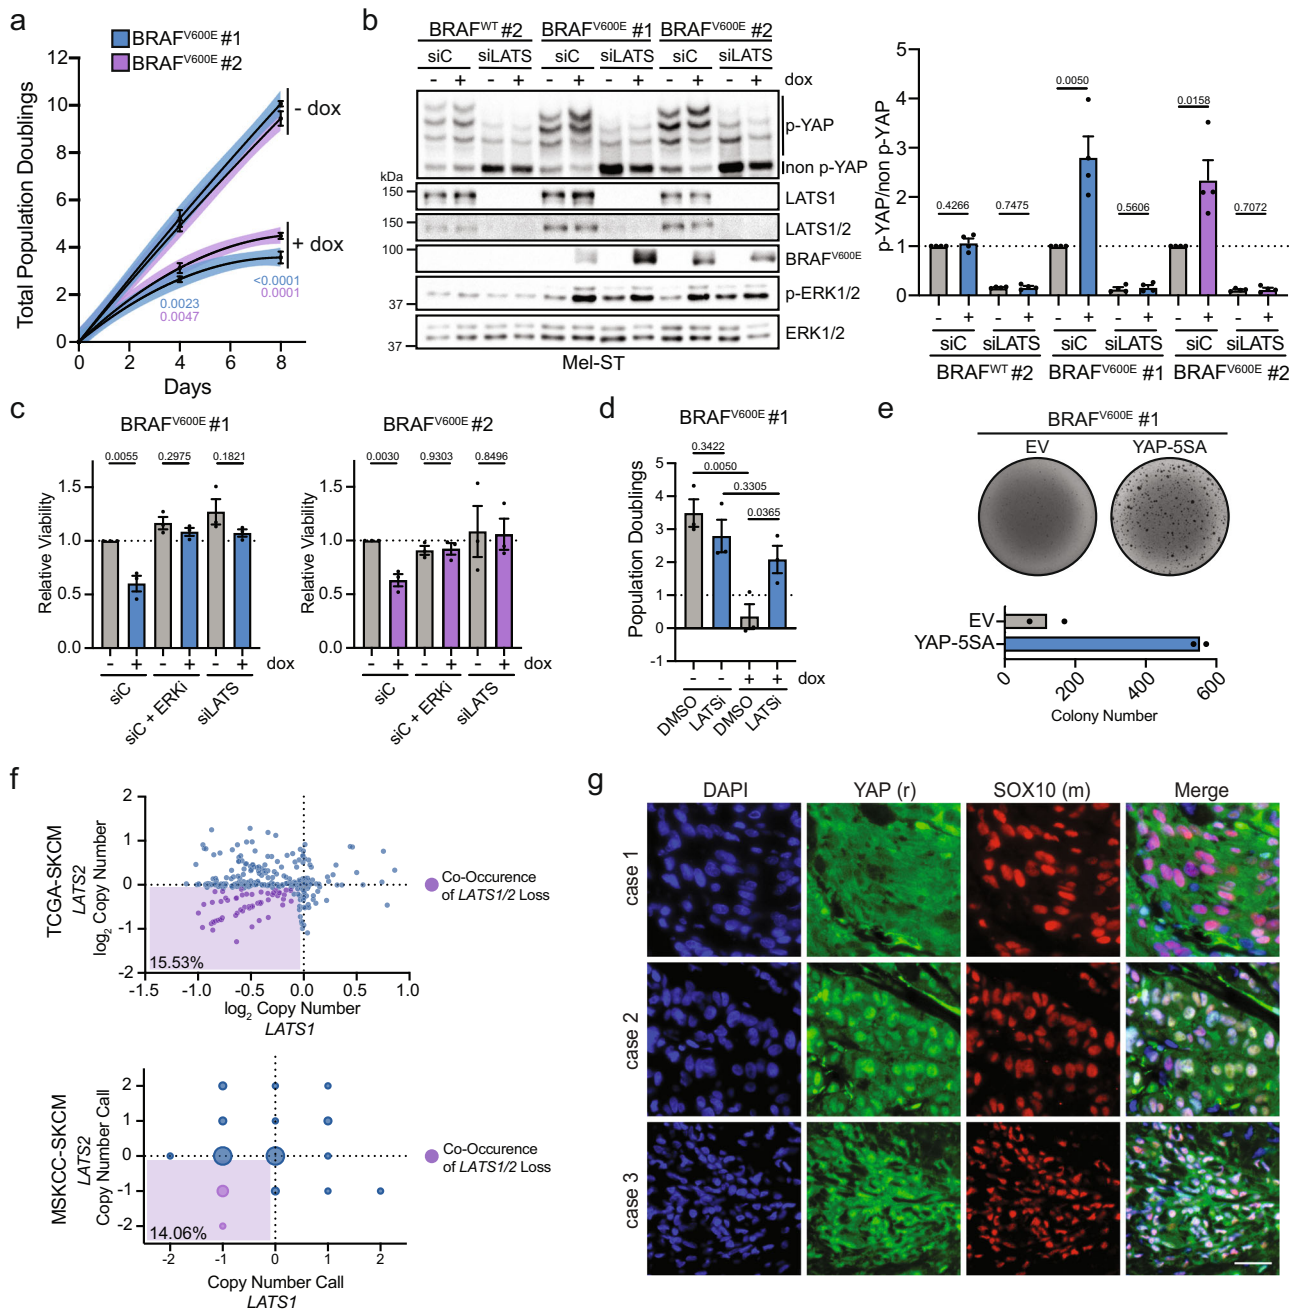 a
BRAFV600E #1
BRAFV600E #2
Total Population Doublings
12
10
8
6
4
2
0
0 2 4 6 8
Days
- dox
+ dox
0.0023
0.0047
<0.0001
0.0001
b
BRAFWT #2 BRAFV600E #1 BRAFV600E #2
siC siLATS siC siLATS siC siLATS
- + - + - + - + - + - + dox
p-YAP
non p-YAP
kDa
150 LATS1
150 LATS1/2
100 BRAFV600E
37 p-ERK1/2
37 ERK1/2
Mel-ST
p-YAP/non p-YAP
5
4
3
2
1
0
0.4266 0.7475 0.0050 0.5606 0.0158 0.7072
- + - + - + - + - + - +
siC siLATS siC siLATS siC siLATS
BRAFWT #2 BRAFV600E #1 BRAFV600E #2
c
BRAFV600E #1
0.0055 0.2975 0.1821
Relative Viability
1.5
1.0
0.5
0.0
- + - + - + dox
siC siC + ERKi siLATS
BRAFV600E #2
0.0030 0.9303 0.8496
Relative Viability
1.5
1.0
0.5
0.0
- + - + - + dox
siC siC + ERKi siLATS
d
BRAFV600E #1
0.3422
0.0050
0.3305
0.0365
Population Doublings
5
4
3
2
1
0
-1
- - + + dox
DMSO LATSi DMSO LATSi
e
BRAFV600E #1
EV YAP-5SA
EV
YAP-5SA
0 200 400 600
Colony Number
f
TCGA-SKCM
LATS2
log2 Copy Number
2
1
0
-1
-2
15.53%
-1.5 -1.0 -0.5 0.0 0.5 1.0
log2 Copy Number
LATS1
Co-Occurence
of LATS1/2 Loss
MSKCC-SKCM
LATS2
Copy Number Call
2
1
0
-1
-2
14.06%
-2 -1 0 1 2
Copy Number Call
LATS1
Co-Occurence
of LATS1/2 Loss
g
DAPI YAP (r) SOX10 (m) Merge
case 1
case 2
case 3